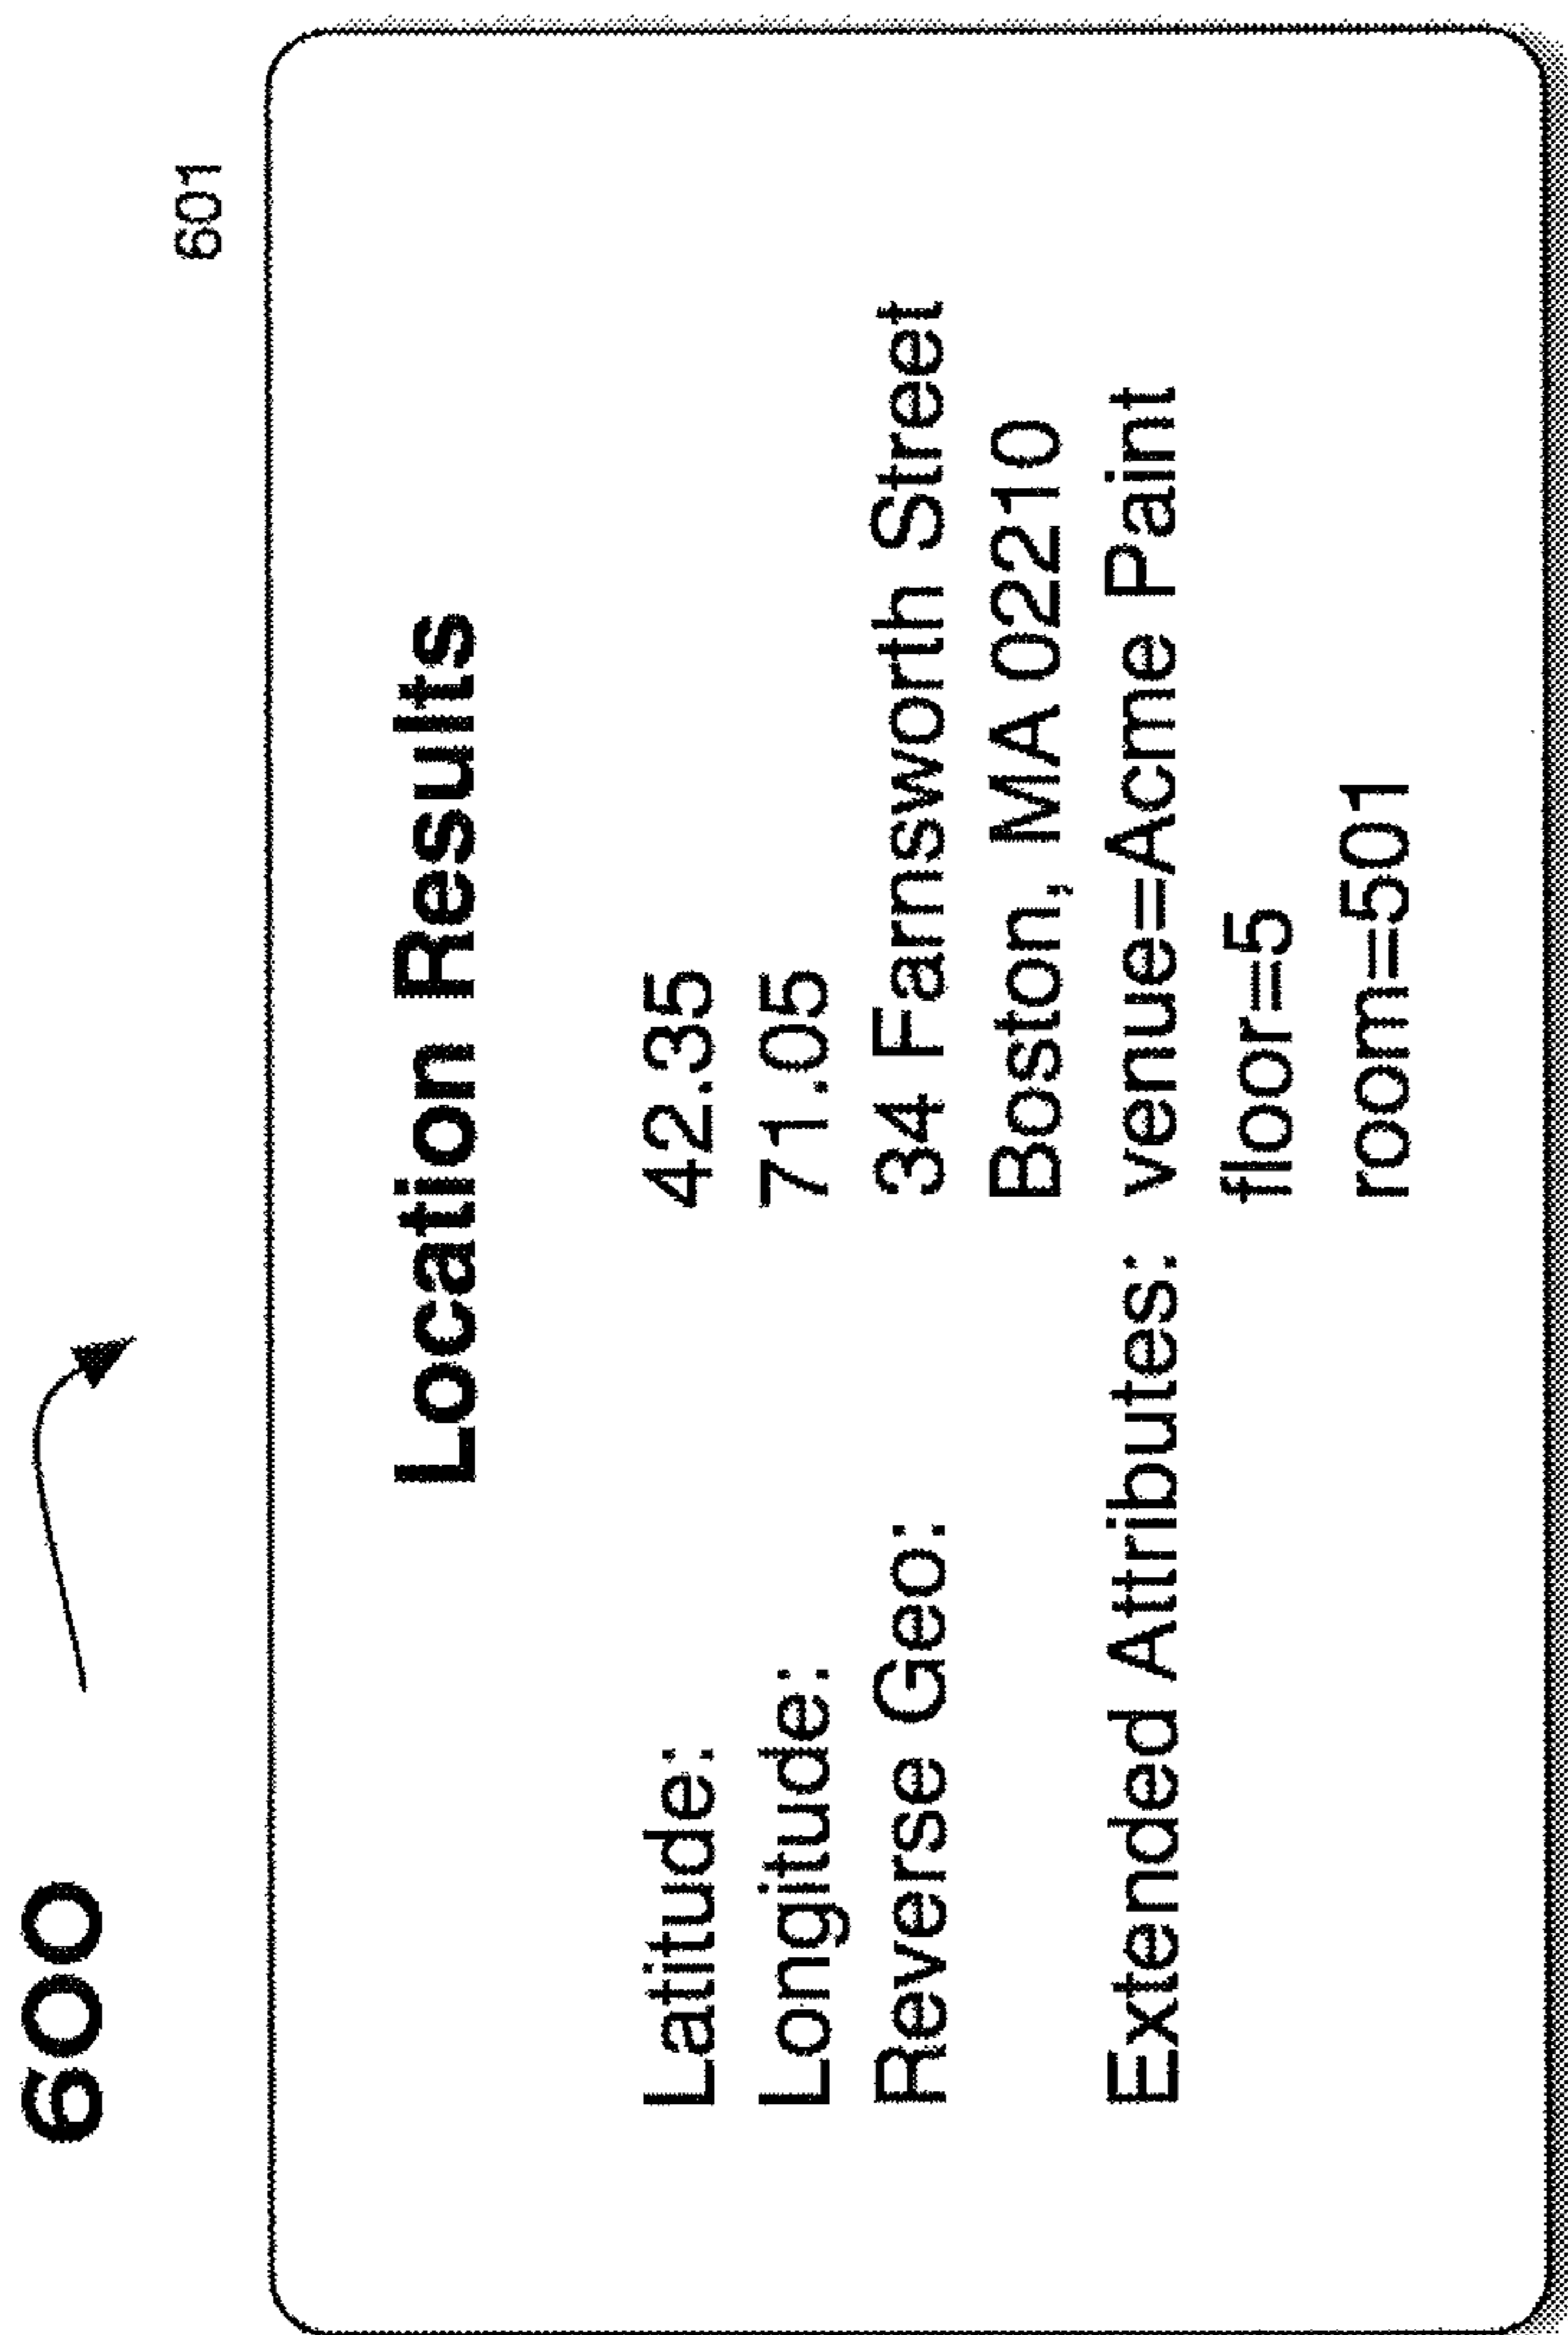 600
601
Location Results
Latitude: 42.35
Longitude: 71.05
Reverse Geo: 34 Farnsworth Street
Boston, MA 02210
Extended Attributes: venue=Acme Paint
floor=5
room=501